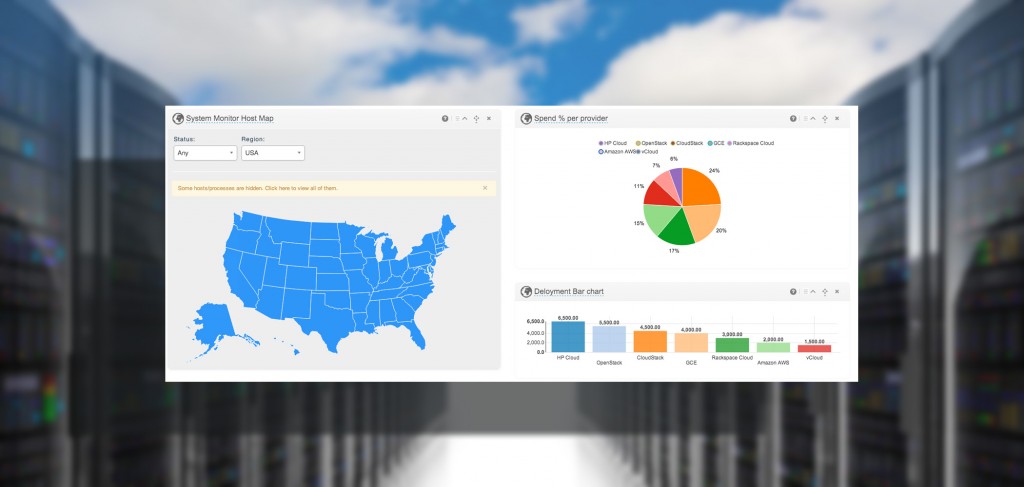 System Monitor Host Map
Status:
Region:
Any
USA
Some hosts/processes are hidden. Click here to view all of them.
Spend % per provider
HP Cloud OpenStack CloudStack GCE Rackspace Cloud
Amazon AWS vCloud
6%
7%
24%
11%
15%
20%
17%
Deloyment Bar chart
6,500.00
5,500.00
4,500.00
4,000.00
3,000.00
2,000.00
1,500.00
6,500.0
4,000.0
2,000.0
0.0
HP Cloud
OpenStack
CloudStack
GCE
Rackspace Cloud
Amazon AWS
vCloud